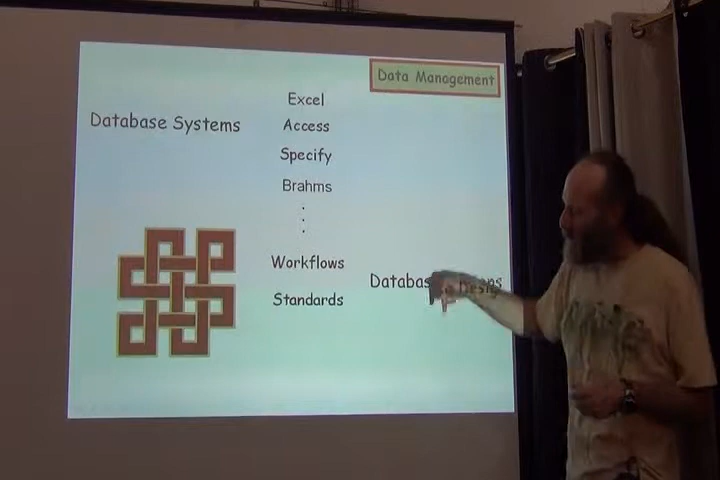 Data Management
Database Systems
Excel
Access
Specify
Brahms
Workflows
Standards